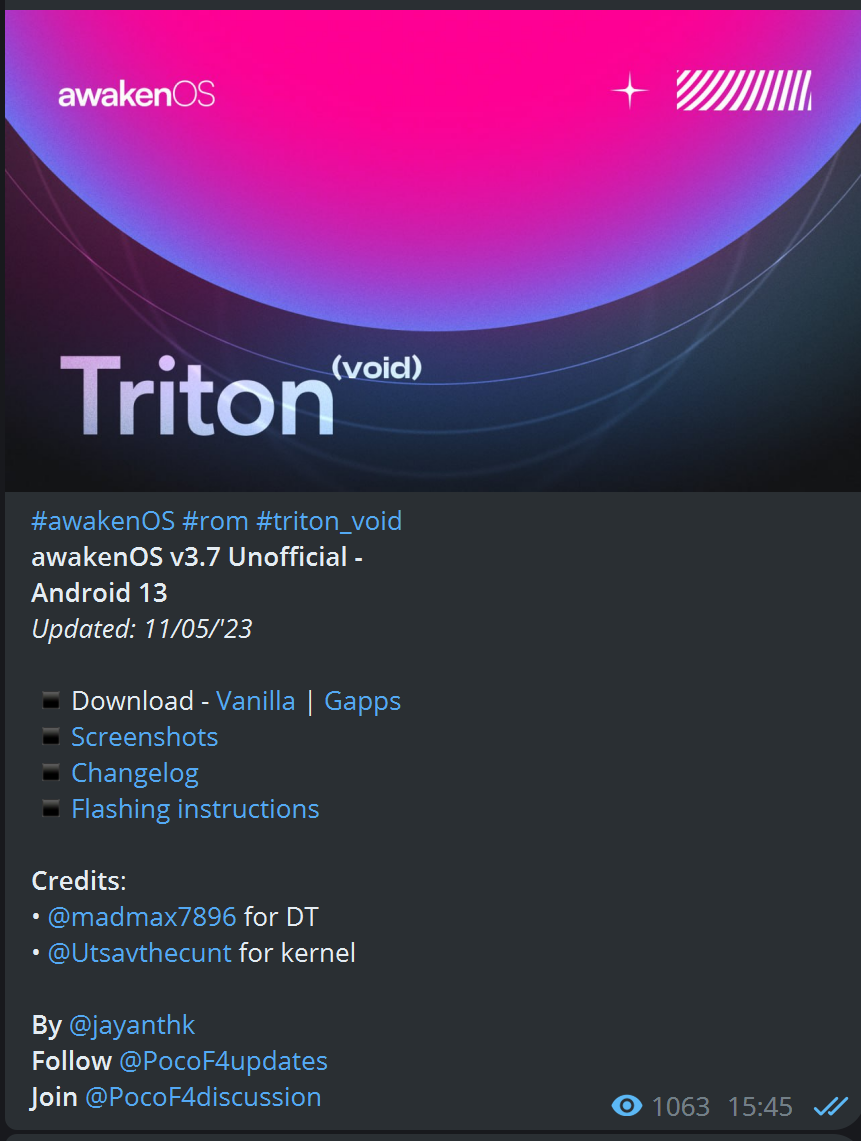 awakenOS
Triton(void)
#awakenOS #rom #triton_void
awakenOS v3.7 Unofficial -
Android 13
Updated: 11/05/'23
▪ Download - Vanilla | Gapps
▪ Screenshots
▪ Changelog
▪ Flashing instructions
Credits:
• @madmax7896 for DT
• @Utsavthecunt for kernel
By @jayanthk
Follow @PocoF4updates
Join @PocoF4discussion
1063 15:45